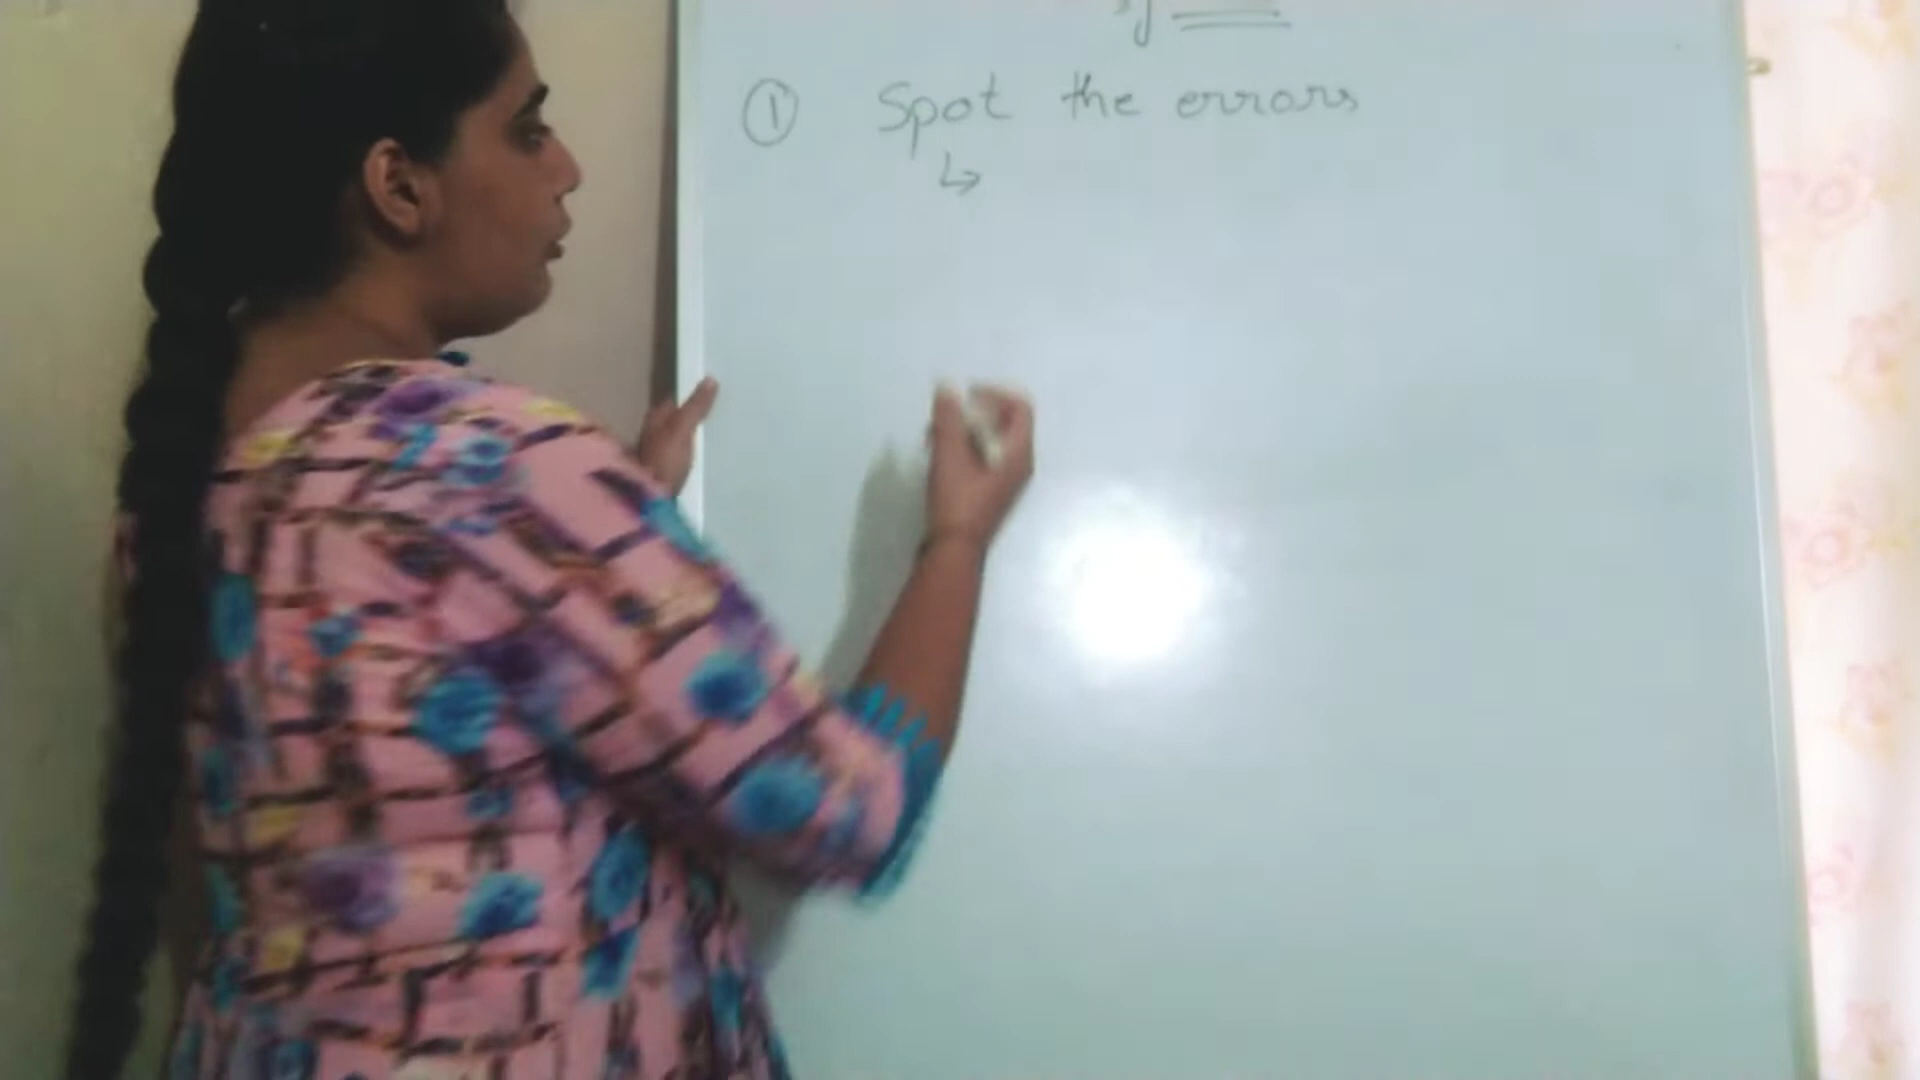 ① Spot the errors
↳